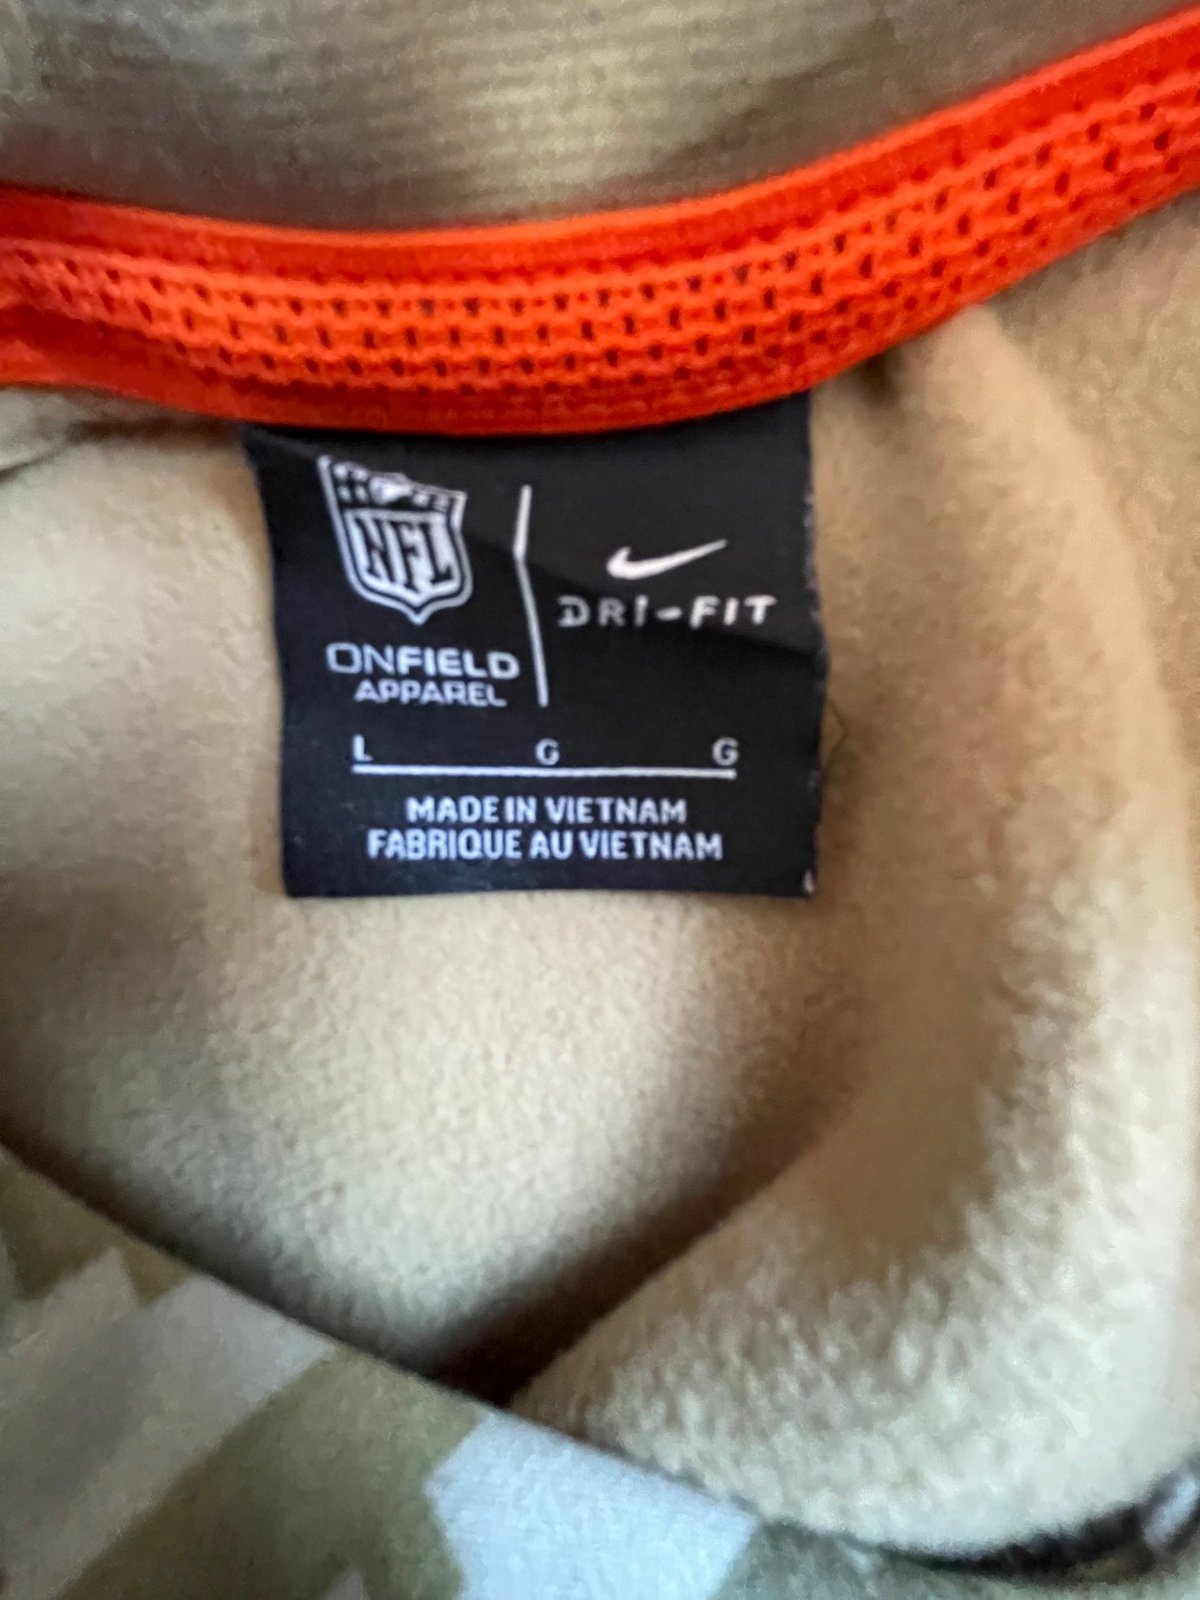 NFL
ONFIELD
APPAREL
DRI-FIT
L G G
MADE IN VIETNAM
FABRIQUE AU VIETNAM